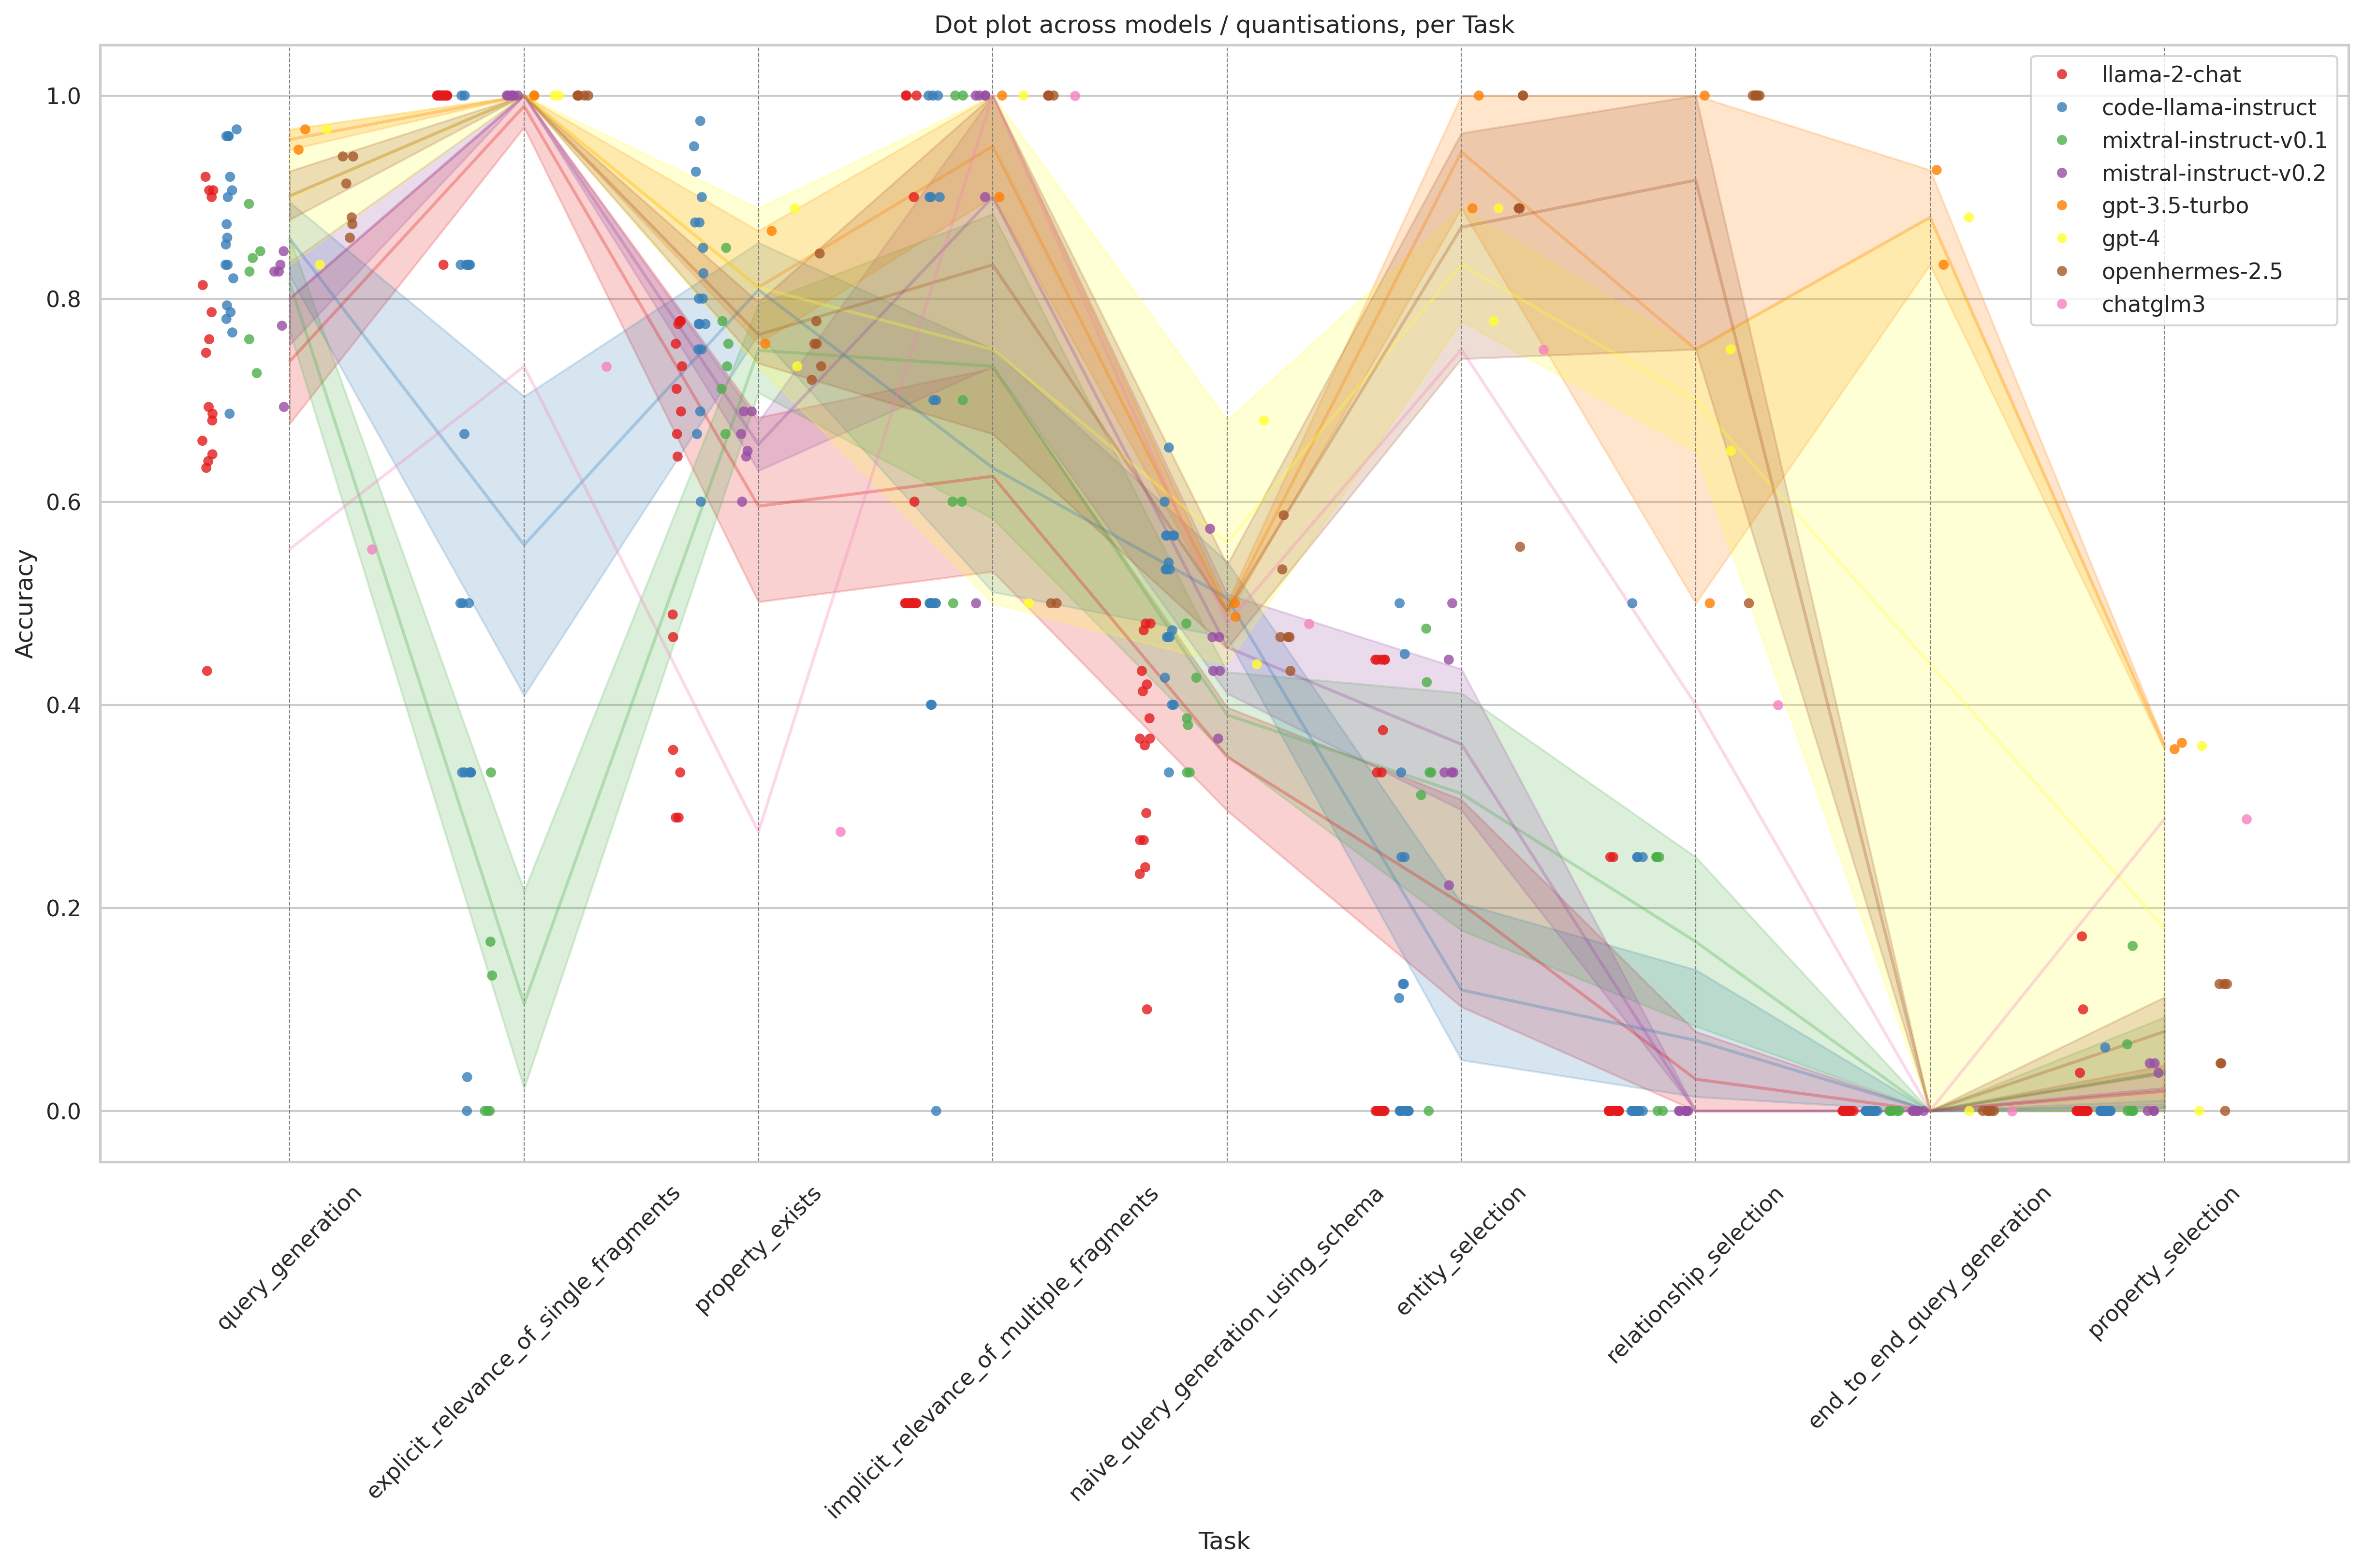 Dot plot across models / quantisations, per Task
llama-2-chat
code-llama-instruct
mixtral-instruct-v0.1
mistral-instruct-v0.2
gpt-3.5-turbo
gpt-4
openhermes-2.5
chatglm3
Accuracy
1.0
0.8
0.6
0.4
0.2
0.0
query_generation
explicit_relevance_of_single_fragments
property_exists
implicit_relevance_of_multiple_fragments
naive_query_generation_using_schema
entity_selection
relationship_selection
end_to_end_query_generation
property_selection
Task